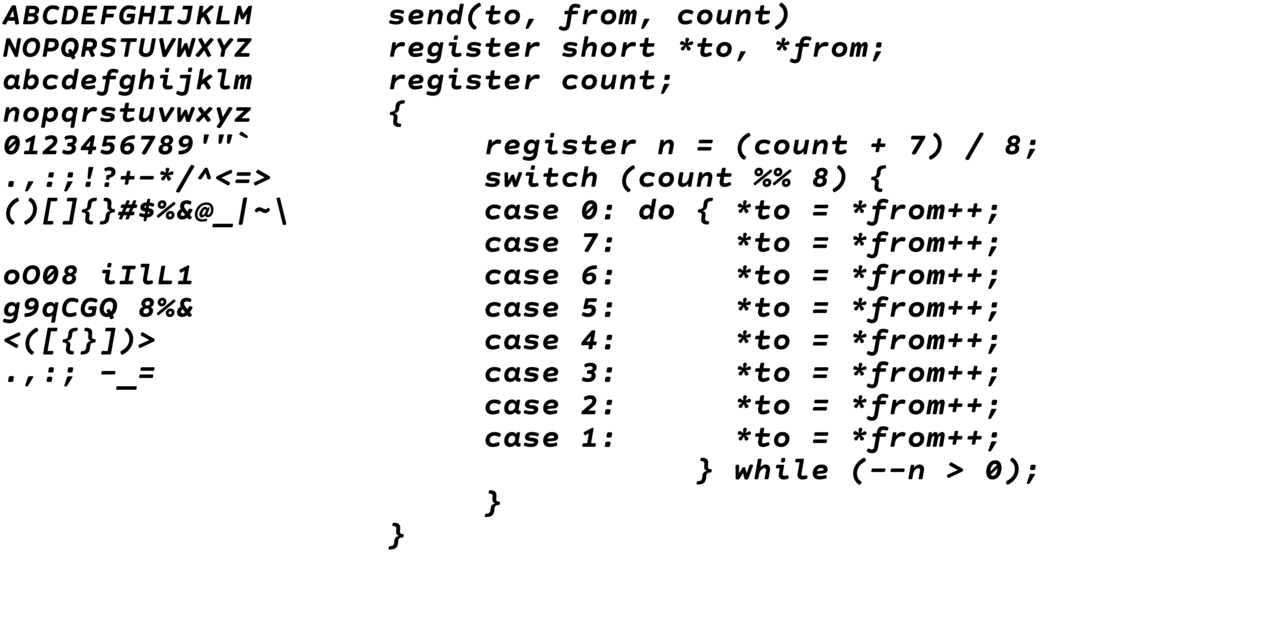 ABCDEFGHIJKLM
NOPQRSTUVWXYZ
abcdefghijklm
nopqrstuvwxyz
0123456789'"`
.,:;!?+-*/^<=>
()[]{}#$%&@_|~\
oO08 iIlL1
g9qCGQ 8%&
<([{}])>
.,:; -_=
send(to, from, count)
register short *to, *from;
register count;
{
     register n = (count + 7) / 8;
     switch (count %% 8) {
     case 0: do { *to = *from++;
     case 7:      *to = *from++;
     case 6:      *to = *from++;
     case 5:      *to = *from++;
     case 4:      *to = *from++;
     case 3:      *to = *from++;
     case 2:      *to = *from++;
     case 1:      *to = *from++;
                } while (--n > 0);
     }
}